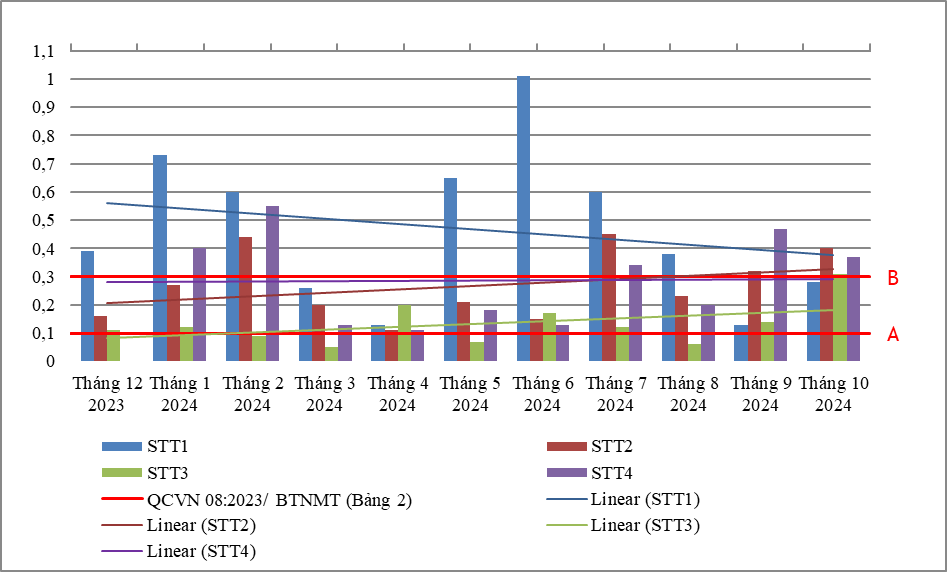 1,1
1
0,9
0,8
0,7
0,6
0,5
0,4
0,3
0,2
0,1
0
B
A
Tháng 12
2023
Tháng 1
2024
Tháng 2
2024
Tháng 3
2024
Tháng 4
2024
Tháng 5
2024
Tháng 6
2024
Tháng 7
2024
Tháng 8
2024
Tháng 9
2024
Tháng 10
2024
STT1
STT2
STT3
STT4
QCVN 08:2023/ BTNMT (Bảng 2)
Linear (STT1)
Linear (STT2)
Linear (STT3)
Linear (STT4)